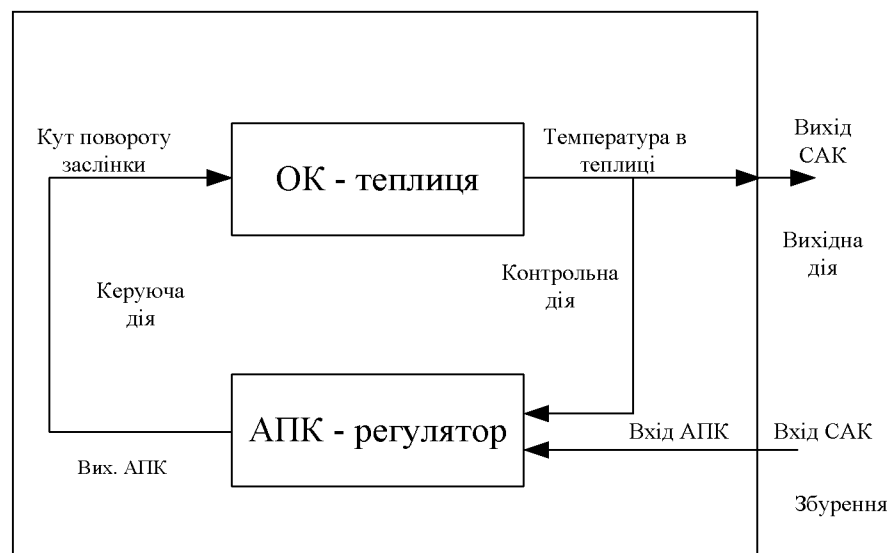 Кут повороту
заслінки
ОК - теплиця
Температура в
теплиці
Вихід
САК
Вихідна
дія
Контрольна
дія
Керуюча
дія
АПК - регулятор
Вхід АПК
Вхід САК
Вих. АПК
Збурення